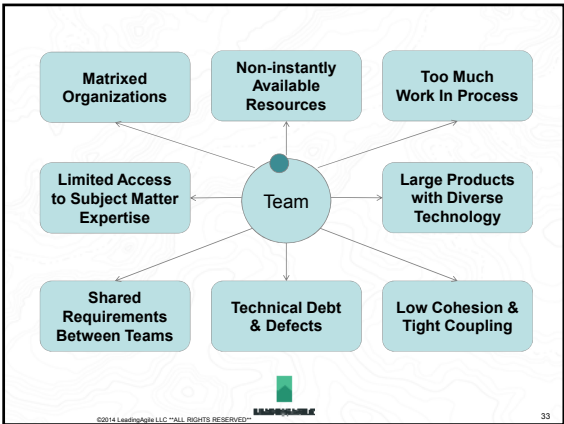 Matrixed
Organizations
Non-instantly
Available
Resources
Too Much
Work In Process
Limited Access
to Subject Matter
Expertise
Team
Large Products
with Diverse
Technology
Shared
Requirements
Between Teams
Technical Debt
& Defects
Low Cohesion &
Tight Coupling
©2014 LeadingAgile LLC **ALL RIGHTS RESERVED**
33